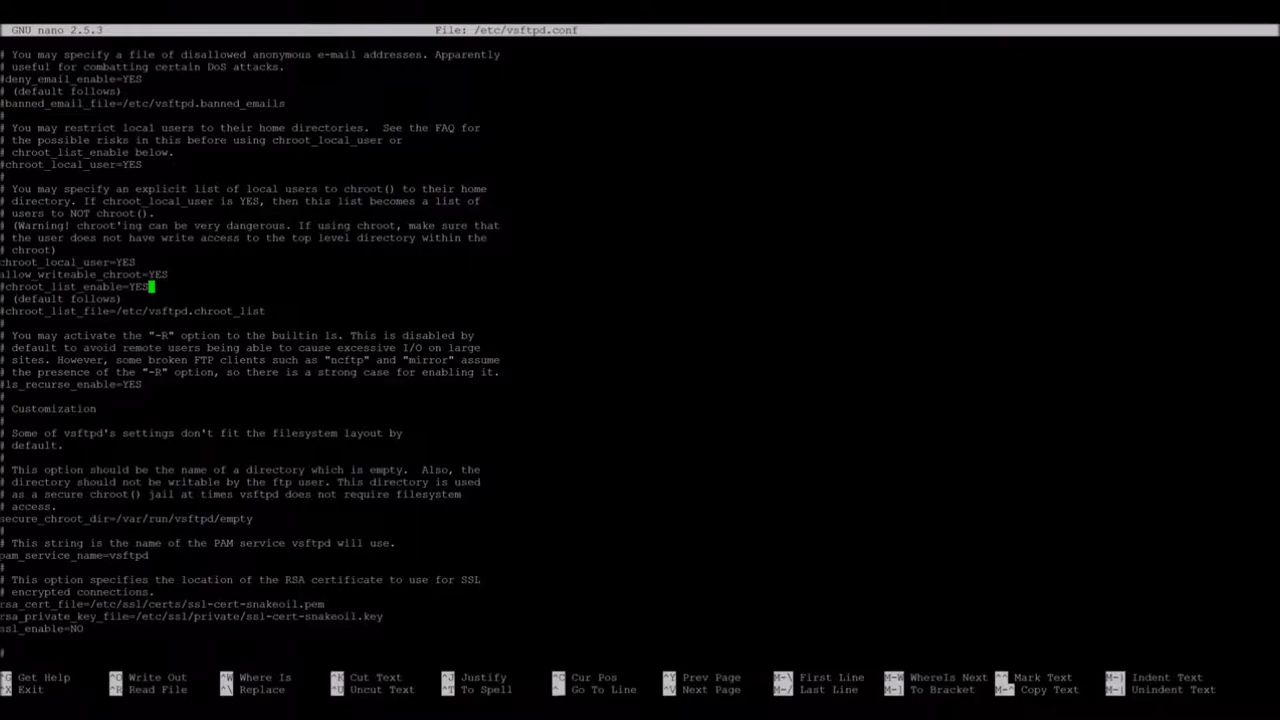 GNU nano 2.5.3 File: /etc/vsftpd.conf
# You may specify a file of disallowed anonymous e-mail addresses. Apparently
# useful for combatting certain DoS attacks.
#deny_email_enable=YES
# (default follows)
#banned_email_file=/etc/vsftpd.banned_emails
#
# You may restrict local users to their home directories.  See the FAQ for
# the possible risks in this before using chroot_local_user or
# chroot_list_enable below.
#chroot_local_user=YES
#
# You may specify an explicit list of local users to chroot() to their home
# directory. If chroot_local_user is YES, then this list becomes a list of
# users to NOT chroot().
# (Warning! chroot'ing can be very dangerous. If using chroot, make sure that
# the user does not have write access to the top level directory within the
# chroot)
chroot_local_user=YES
allow_writeable_chroot=YES
#chroot_list_enable=YES
# (default follows)
#chroot_list_file=/etc/vsftpd.chroot_list
#
# You may activate the "-R" option to the builtin ls. This is disabled by
# default to avoid remote users being able to cause excessive I/O on large
# sites. However, some broken FTP clients such as "ncftp" and "mirror" assume
# the presence of the "-R" option, so there is a strong case for enabling it.
#ls_recurse_enable=YES
#
# Customization
#
# Some of vsftpd's settings don't fit the filesystem layout by
# default.
#
# This option should be the name of a directory which is empty.  Also, the
# directory should not be writable by the ftp user. This directory is used
# as a secure chroot() jail at times vsftpd does not require filesystem
# access.
secure_chroot_dir=/var/run/vsftpd/empty
#
# This string is the name of the PAM service vsftpd will use.
pam_service_name=vsftpd
#
# This option specifies the location of the RSA certificate to use for SSL
# encrypted connections.
rsa_cert_file=/etc/ssl/certs/ssl-cert-snakeoil.pem
rsa_private_key_file=/etc/ssl/private/ssl-cert-snakeoil.key
ssl_enable=NO
#
^G Get Help ^O Write Out ^W Where Is ^K Cut Text ^J Justify ^C Cur Pos ^Y Prev Page M-\ First Line M-W WhereIs Next ^^ Mark Text M-} Indent Text
^X Exit ^R Read File ^\ Replace ^U Uncut Text ^T To Spell ^_ Go To Line ^V Next Page M-/ Last Line M-] To Bracket M-^ Copy Text M-{ Unindent Text